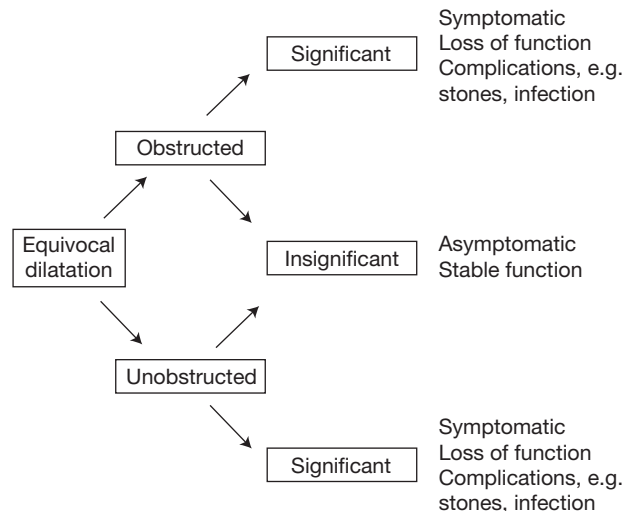 Symptomatic
Loss of function
Complications, e.g.
stones, infection
Significant
Obstructed
Equivocal
dilatation
Insignificant
Asymptomatic
Stable function
Unobstructed
Significant
Symptomatic
Loss of function
Complications, e.g.
stones, infection